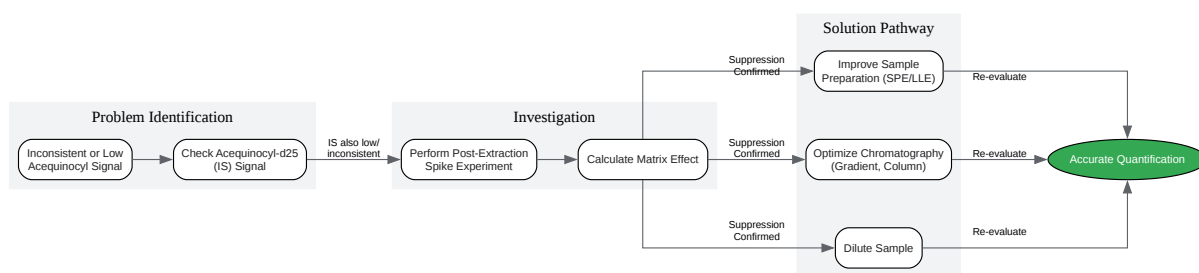 Problem Identification
Inconsistent or Low
Acequinocyl Signal
Check Acequinocyl-d25
(IS) Signal
IS also low/
inconsistent
Investigation
Perform Post-Extraction
Spike Experiment
Calculate Matrix Effect
Suppression
Confirmed
Suppression
Confirmed
Suppression
Confirmed
Solution Pathway
Improve Sample
Preparation (SPE/LLE)
Optimize Chromatography
(Gradient, Column)
Dilute Sample
Re-evaluate
Re-evaluate
Re-evaluate
Accurate Quantification